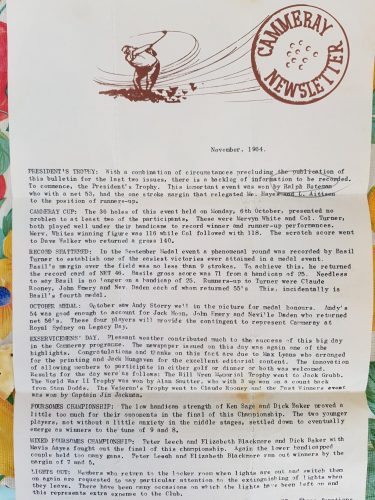 CAMMERAY
NEWSLETTER
November, 1964.
PRESIDENT'S TROPHY: With a combination of circumstances precluding the publication of
this bulletin for the last two issues, there is a backlog of information to be recorded.
To commence, the President's Trophy. This important event was won by Ralph Bateman
who with a net 53, had the one stroke margin that relegated Mr. Hayes and L. Aitken
to the position of runners-up.
CAMMERAY CUP: The 36 holes of this event held on Monday, 6th October, presented no
problem to at least two of the participants. These were Mervyn White and Col. Turner,
both played well under their handicaps to record winner and runner-up performances.
Merv. White winning figure was 116 while Col followed with 118. The scratch score went
to Dave Walker who returned a gross 140.
RECORD SHATTERED: In the September Medal event a phenomenal round was recorded by Basil
Turner to establish one of the easiest victories ever attained in a medal event.
Basil's margin over the field was no less than 9 strokes. To achieve this, he returned
the record card of NET 46. Basils gross score was 71 from a handicap of 25. Needless
to say Basil is no longer on a handicap of 25. Runners-up to Turner were Claude
Rooney, John Emery and Nev Deden each of whom returned 55's. This, incidentally is
Basil's fourth medal.
OCTOBER MEDAL. October saw Andy Storry well in the picture for medal honours. Andy's
54 was good enough to account for Jack Moon, John Emery and Neville Deden who returned
net 56's. These four players will provide the contingent to represent Cammeray at
Royal Sydney on Legacy Day.
EXSERVICEMENS' DAY. Pleasant weather contributed much to the success of this big day
in the Cammeray programme. The newspaper issued on this day was again one of the
highlights. Congratulations and thanks on this fact are due to Max Lyons who arranged
for the printing and Jack Hungaven for the excellent editorial content. The innovation
of allowing members to participate in either golf or dinner or both was welcomed.
Results for the day were as follows: The Bill Wren Memorial Trophy went to Jock Grubb.
The World War II Trophy was won by Alan Smutter, who with 3 up won on a count back
from Stan Dodds. The Veteran's Trophy went to Claude Rooney and the Past Winners event
was won by Captain Jim Jackman.
FOURSOMES CHAMPIONSHIP: The low handicap strength of Ken Sage and Dick Baker proved a
little too much for their opponents in the final of this Championship. The two younger
players, not without a little anxiety in the middle stages, settled down to eventually
emerge as winners to the tune of 9 and 8.
MIXED FOURSOMES CHAMPIONSHIP: Peter Leech and Elizabeth Blackmore and Dick Baker with
Mavis Ayres fought out the final of this championship. Again the lower handicapped
couple held too many guns. Peter Leech and Elizabeth Blackmore ran out winners by the
margin of 7 and 5.
LIGHTS OUT: Members who return to the locker room when lights are out and switch them
on again are requested to pay particular attention to the extinguishing of lights when
they leave. There have been many occasions on which the lights have been left on and
this represents extra expense to the Club.